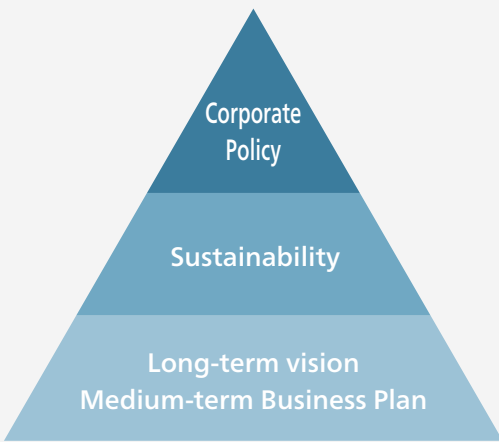 Corporate
Policy
Sustainability
Long-term vision
Medium-term Business Plan